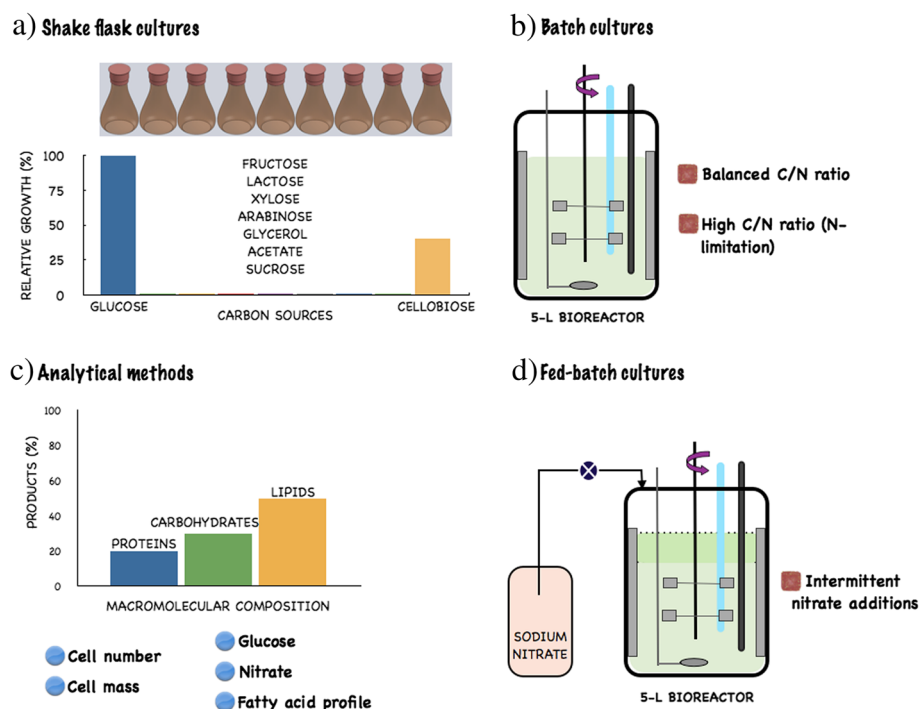 a) Shake flask cultures
100
75
50
25
0
RELATIVE GROWTH (%)
FRUCTOSE
LACTOSE
XYLOSE
ARABINOSE
GLYCEROL
ACETATE
SUCROSE
GLUCOSE
CELLOBIOSE
CARBON SOURCES
b) Batch cultures
Balanced C/N ratio
High C/N ratio (N-
limitation)
5-L BIOREACTOR
c) Analytical methods
100
80
60
40
20
0
PRODUCTS (%)
PROTEINS
CARBOHYDRATES
LIPIDS
MACROMOLECULAR COMPOSITION
Cell number
Cell mass
Glucose
Nitrate
Fatty acid profile
d) Fed-batch cultures
SODIUM
NITRATE
Intermittent
nitrate additions
5-L BIOREACTOR